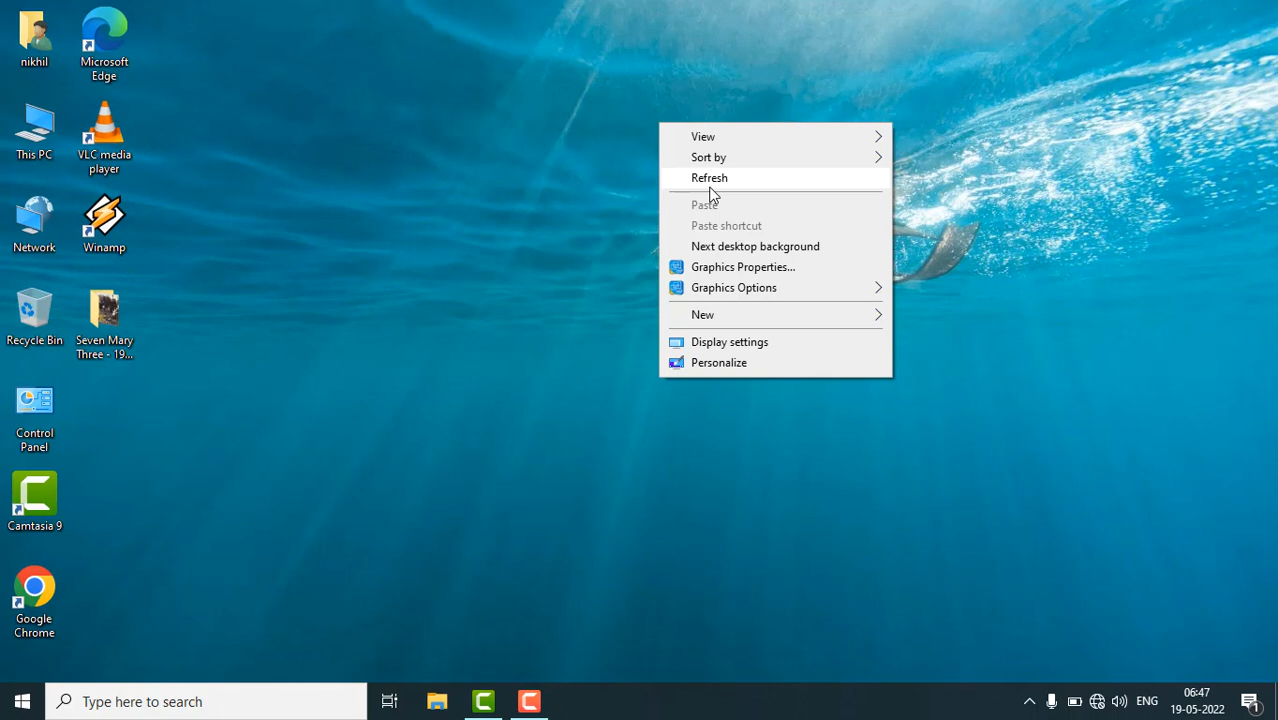 nikhil
Microsoft
Edge
This PC
VLC media
player
Network
Winamp
Recycle Bin
Seven Mary
Three - 19...
Control
Panel
Camtasia 9
Google
Chrome
View
Sort by
Refresh
Paste
Paste shortcut
Next desktop background
Graphics Properties...
Graphics Options
New
Display settings
Personalize
Type here to search
ENG
06:47
19-05-2022
1